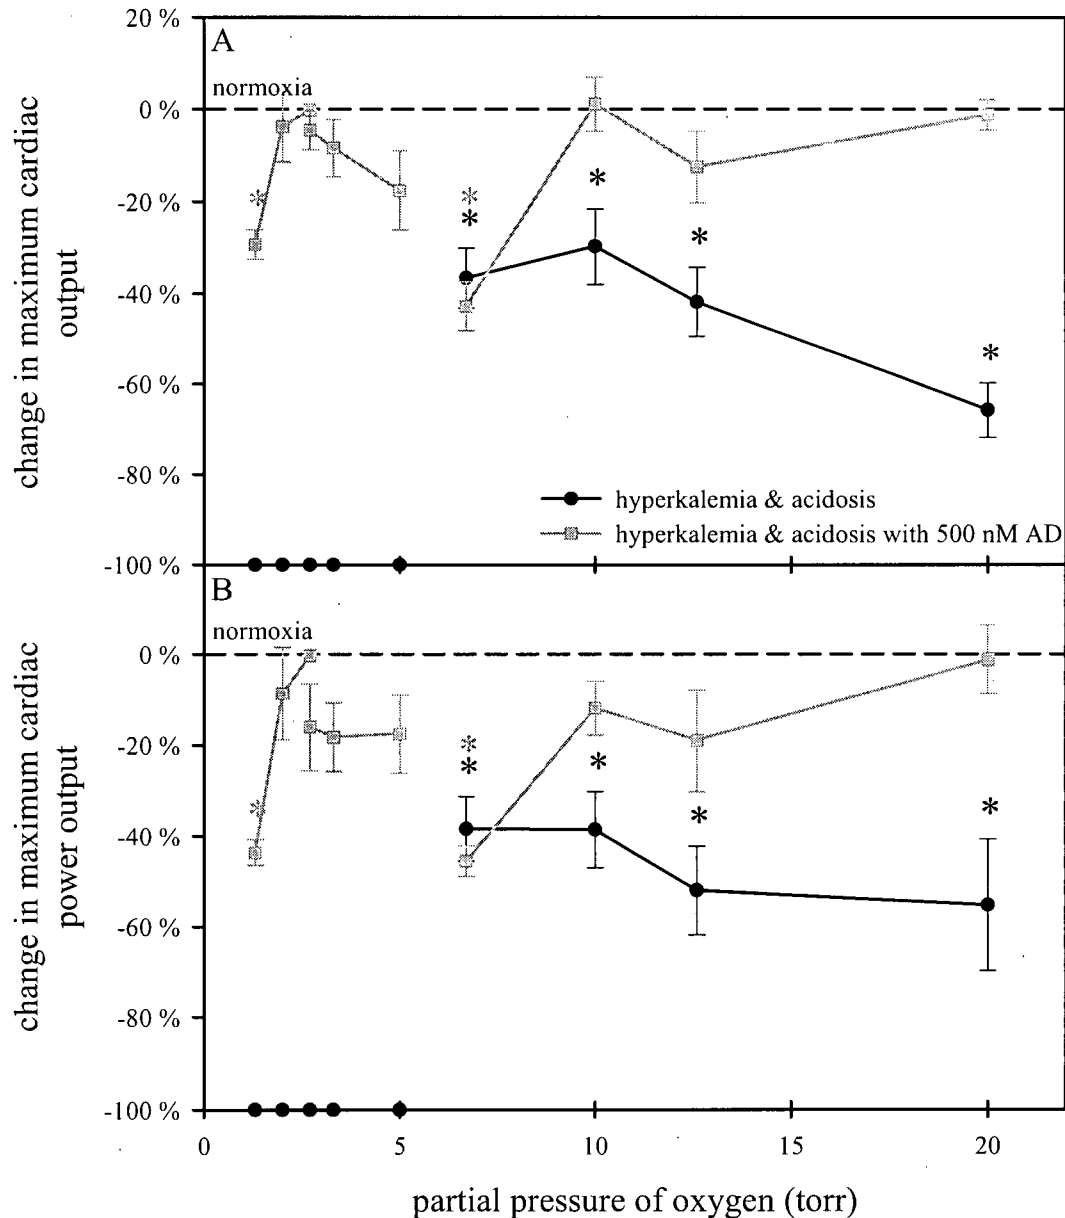 20 %
A
normoxia
0 %
*
*
*
*
*
*
-20 %
-40 %
-60 %
-80 %
-100 %
change in maximum cardiac
output
hyperkalemia & acidosis
hyperkalemia & acidosis with 500 nM AD
B
normoxia
0 %
*
*
*
*
*
*
-20 %
-40 %
-60 %
-80 %
-100 %
change in maximum cardiac
power output
0
5
10
15
20
partial pressure of oxygen (torr)